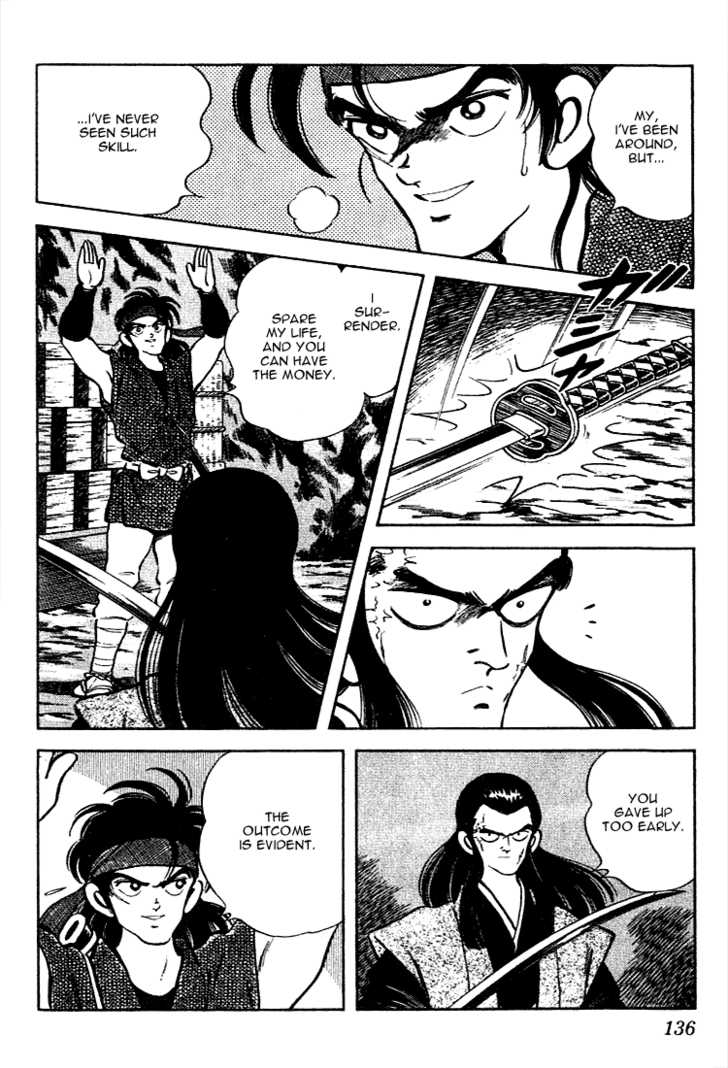 MY,
I'VE BEEN
AROUND,
BUT...
...I'VE NEVER
SEEN SUCH
SKILL.
ガシャ
I
SUR-
RENDER.
SPARE
MY LIFE,
AND YOU
CAN HAVE
THE MONEY.
YOU
GAVE UP
TOO EARLY.
THE
OUTCOME
IS EVIDENT.
136